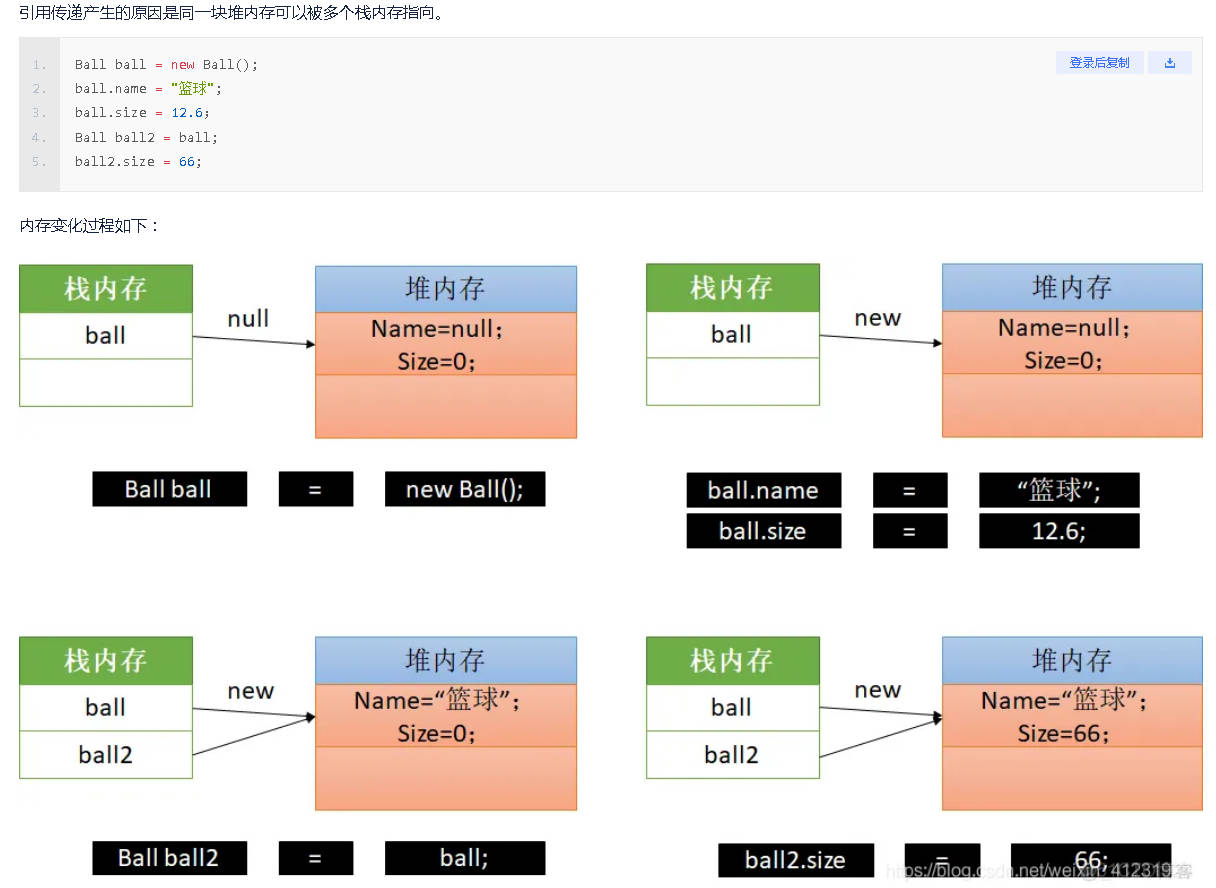 引用传递产生的原因是同一块堆内存可以被多个栈内存指向。
登录后复制
1. Ball ball = new Ball();
2. ball.name = "篮球";
3. ball.size = 12.6;
4. Ball ball2 = ball;
5. ball2.size = 66;
内存变化过程如下：
栈内存
ball
null
堆内存
Name=null；
Size=0；
Ball ball = new Ball();
栈内存
ball
new
堆内存
Name=null；
Size=0；
ball.name = “篮球”;
ball.size = 12.6;
栈内存
ball
ball2
new
堆内存
Name=“篮球”；
Size=0；
Ball ball2 = ball;
栈内存
ball
ball2
new
堆内存
Name=“篮球”；
Size=66；
ball2.size = 66;